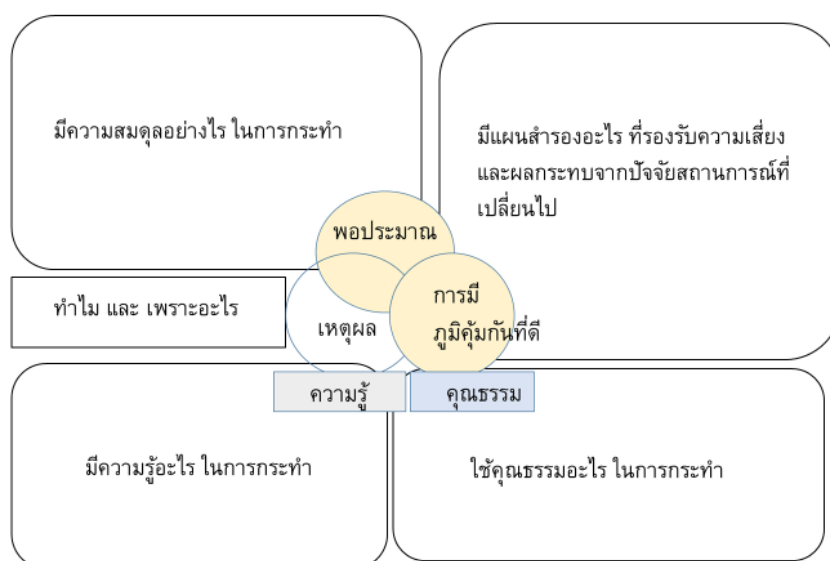 มีความสมดุลอย่างไร ในการกระทำ
มีแผนสำรองอะไร ที่รองรับความเสี่ยง
และผลกระทบจากปัจจัยสถานการณ์ที่
เปลี่ยนไป
พอประมาณ
ทำไม และ เพราะอะไร
เหตุผล
การมี
ภูมิคุ้มกันที่ดี
ความรู้
คุณธรรม
มีความรู้อะไร ในการกระทำ
ใช้คุณธรรมอะไร ในการกระทำ